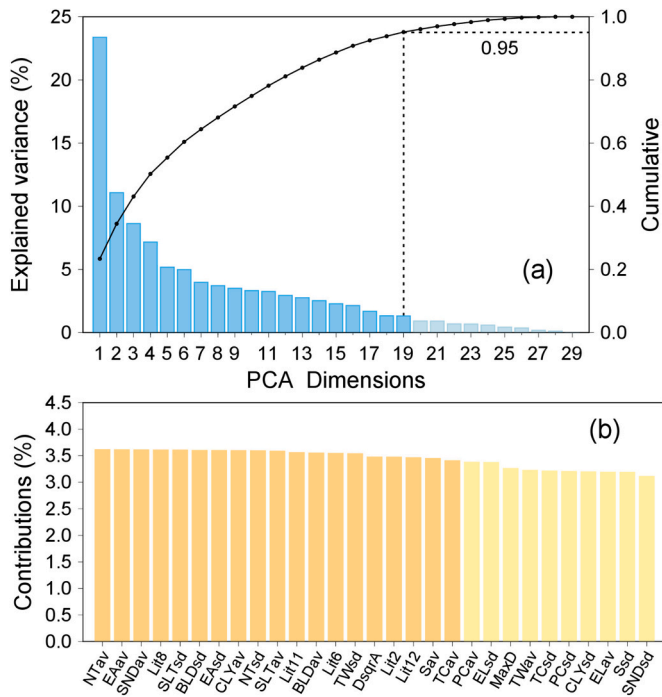 25
20
15
10
5
0
Explained variance (%)
1.0
0.8
0.6
0.4
0.2
0.0
Cumulative
0.95
(a)
1 2 3 4 5 6 7 8 9 11 13 15 17 19 21 23 25 27 29
PCA Dimensions
4.5
4.0
3.5
3.0
2.5
2.0
1.5
1.0
0.5
0.0
Contributions (%)
(b)
NTav
EAav
SNDav
Lit8
SLTsd
BLDsd
EAsd
CLYav
NTsd
SLTav
Lit11
BLDav
Lit6
TWsd
DsqrA
Lit2
Lit12
Sav
TCav
PCav
ELsd
MaxD
TWav
TCsd
PCsd
CLYsd
ELav
Ssd
SNDsd